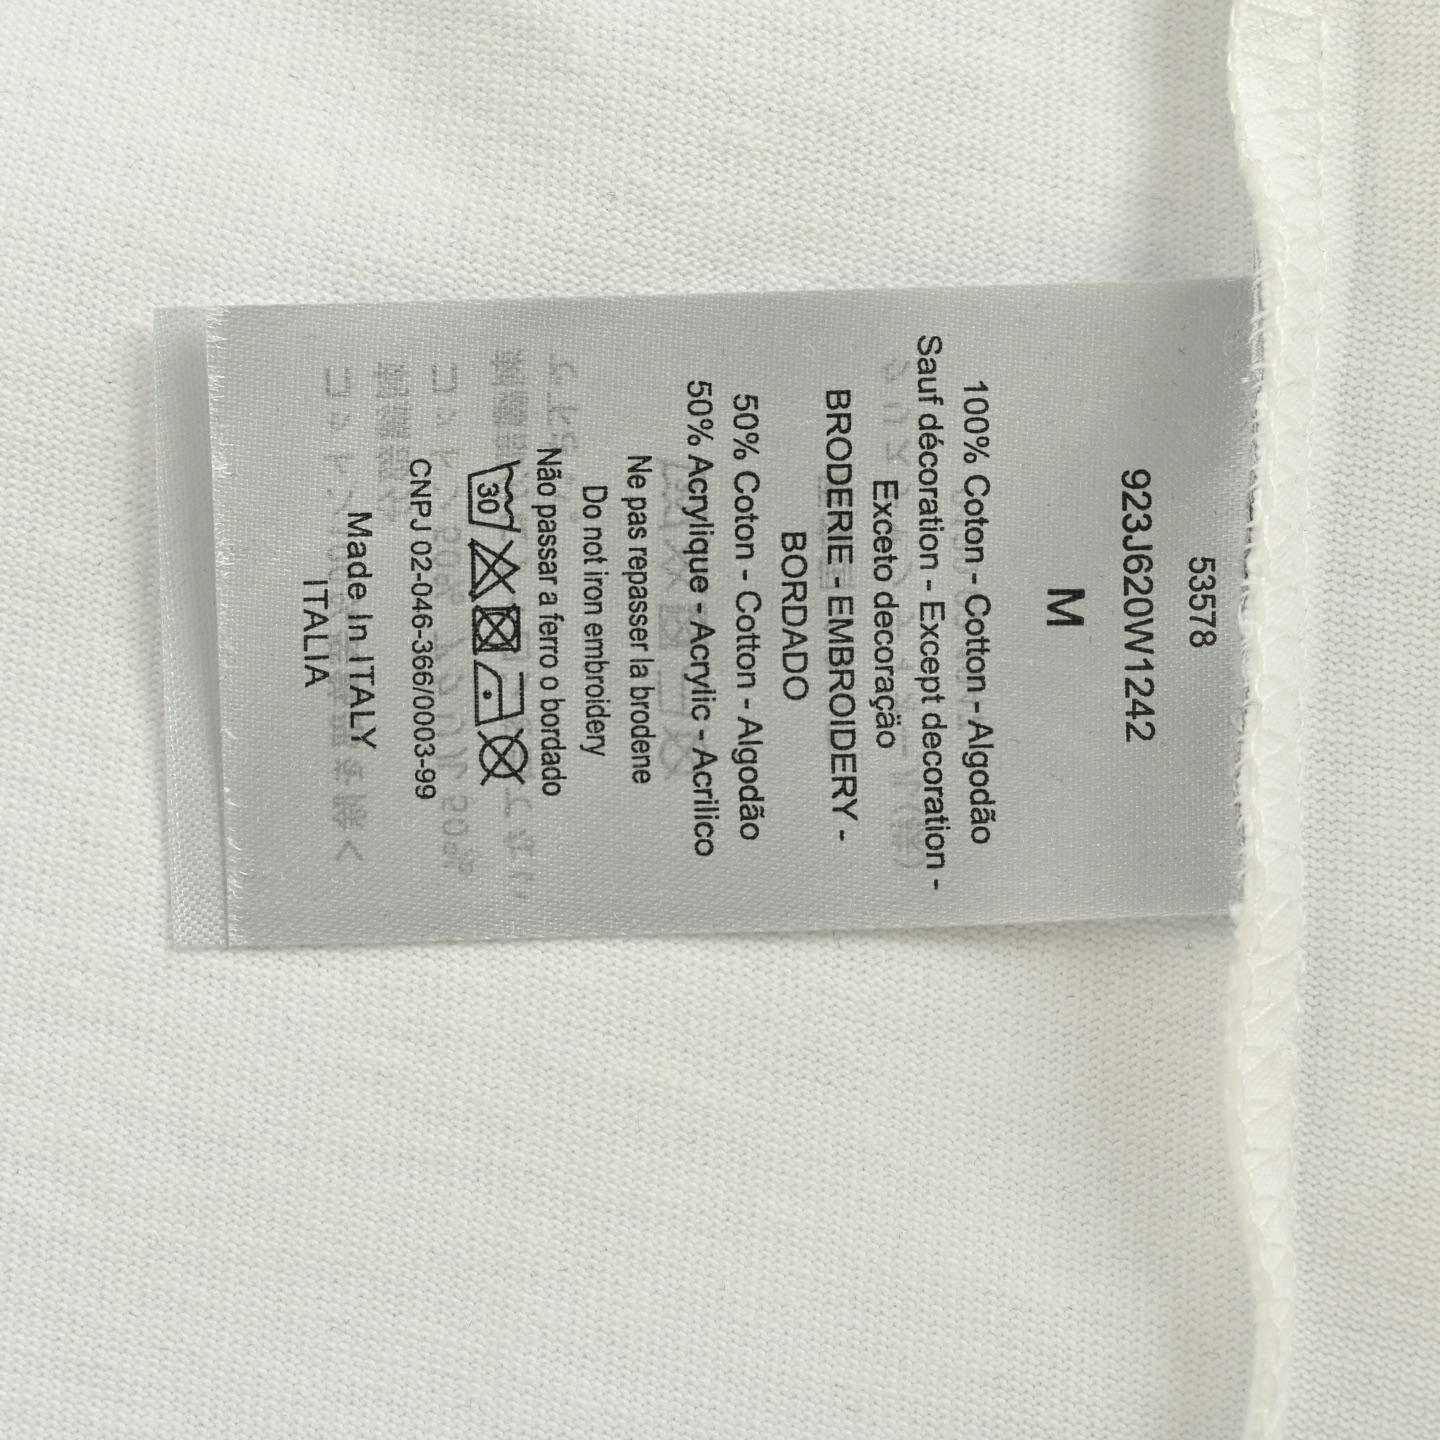 53578
923J620W1242
M
100% Coton - Cotton - Algodão
Sauf décoration - Except decoration -
Exceto decoração
BRODERIE - EMBROIDERY -
BORDADO
50% Coton - Cotton - Algodão
50% Acrylique - Acrylic - Acrilico
Ne pas repasser la brodene
Do not iron embroidery
Não passar a ferro o bordado
30
CNPJ 02-046-366/0003-99
Made In ITALY
ITALIA